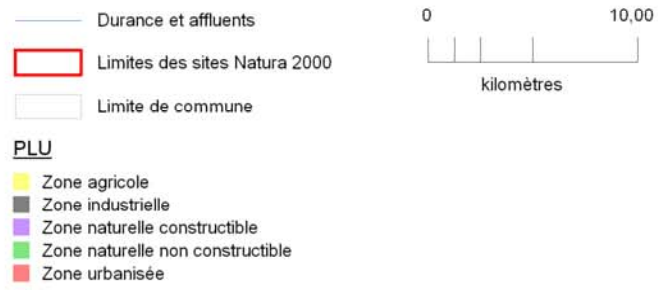 Durance et affluents
Limites des sites Natura 2000
Limite de commune
0 10,00
kilomètres
PLU
Zone agricole
Zone industrielle
Zone naturelle constructible
Zone naturelle non constructible
Zone urbanisée